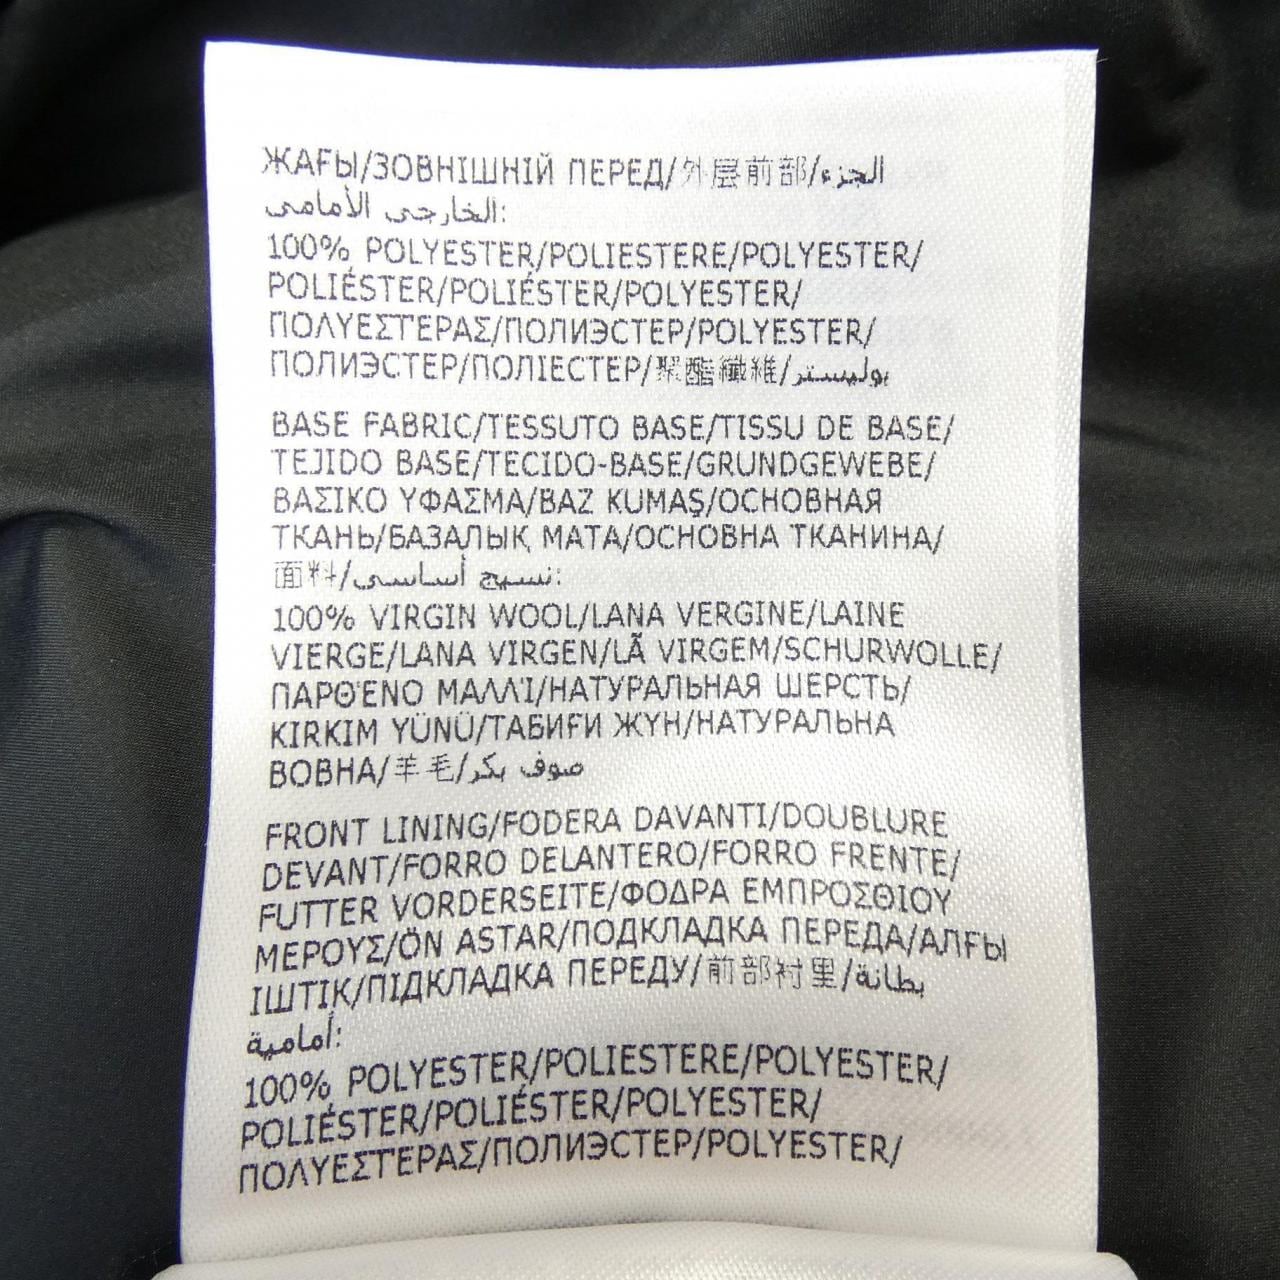 ЖАҒЫ/ЗОВНІШНІЙ ПЕРЕД/外层前部/الجزء
الخارجي الأمامي:
100% POLYESTER/POLIESTERE/POLYESTER/
POLIÉSTER/POLIÉSTER/POLYESTER/
ΠΟΛΥΕΣΤΕΡΑΣ/ПОЛИЭСТЕР/POLYESTER/
ПОЛИЭСТЕР/ПОЛІЕСТЕР/聚酯纖維/بوليستر
BASE FABRIC/TESSUTO BASE/TISSU DE BASE/
TEJIDO BASE/TECIDO-BASE/GRUNDGEWEBE/
ΒΑΣΙΚΟ ΥΦΑΣΜΑ/BAZ KUMAŞ/ОСНОВНАЯ
ТКАНЬ/БАЗАЛЫҚ МАТА/ОСНОВНА ТКАНИНА/
面料/نسيج أساسي:
100% VIRGIN WOOL/LANA VERGINE/LAINE
VIERGE/LANA VIRGEN/LÃ VIRGEM/SCHURWOLLE/
ΠΑΡΘΈΝΟ ΜΑΛΛΊ/НАТУРАЛЬНАЯ ШЕРСТЬ/
KIRKIM YÜNÜ/ТАБИҒИ ЖҮН/НАТУРАЛЬНА
ВОВНА/羊毛/صوف بكر
FRONT LINING/FODERA DAVANTI/DOUBLURE
DEVANT/FORRO DELANTERO/FORRO FRENTE/
FUTTER VORDERSEITE/ΦΟΔΡΑ ΕΜΠΡΟΣΘΙΟΥ
ΜΕΡΟΥΣ/ÖN ASTAR/ПОДКЛАДКА ПЕРЕДА/АЛҒЫ
ІШТІК/ПІДКЛАДКА ПЕРЕДУ/前部衬里/بطانة
أمامية:
100% POLYESTER/POLIESTERE/POLYESTER/
POLIÉSTER/POLIÉSTER/POLYESTER/
ΠΟΛΥΕΣΤΕΡΑΣ/ПОЛИЭСТЕР/POLYESTER/